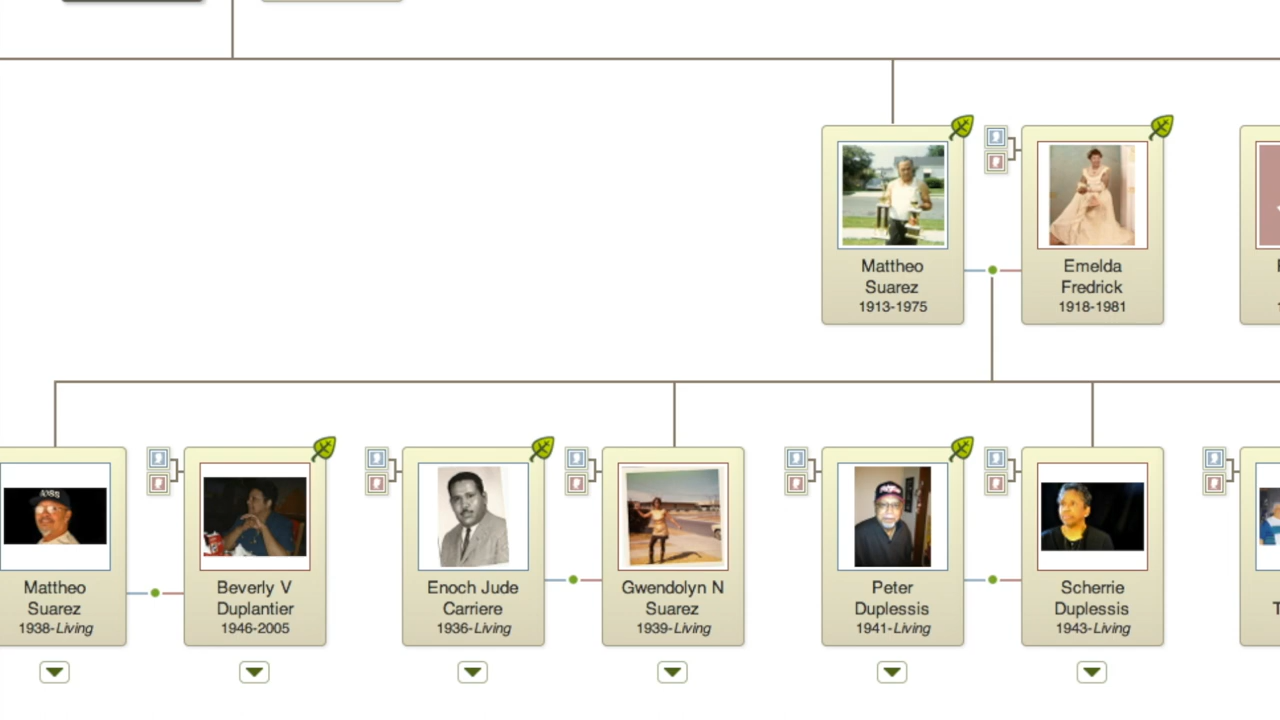 Mattheo
Suarez
1913-1975
Emelda
Fredrick
1918-1981
Mattheo
Suarez
1938-Living
Beverly V
Duplantier
1946-2005
Enoch Jude
Carriere
1936-Living
Gwendolyn N
Suarez
1939-Living
Peter
Duplessis
1941-Living
Scherrie
Duplessis
1943-Living